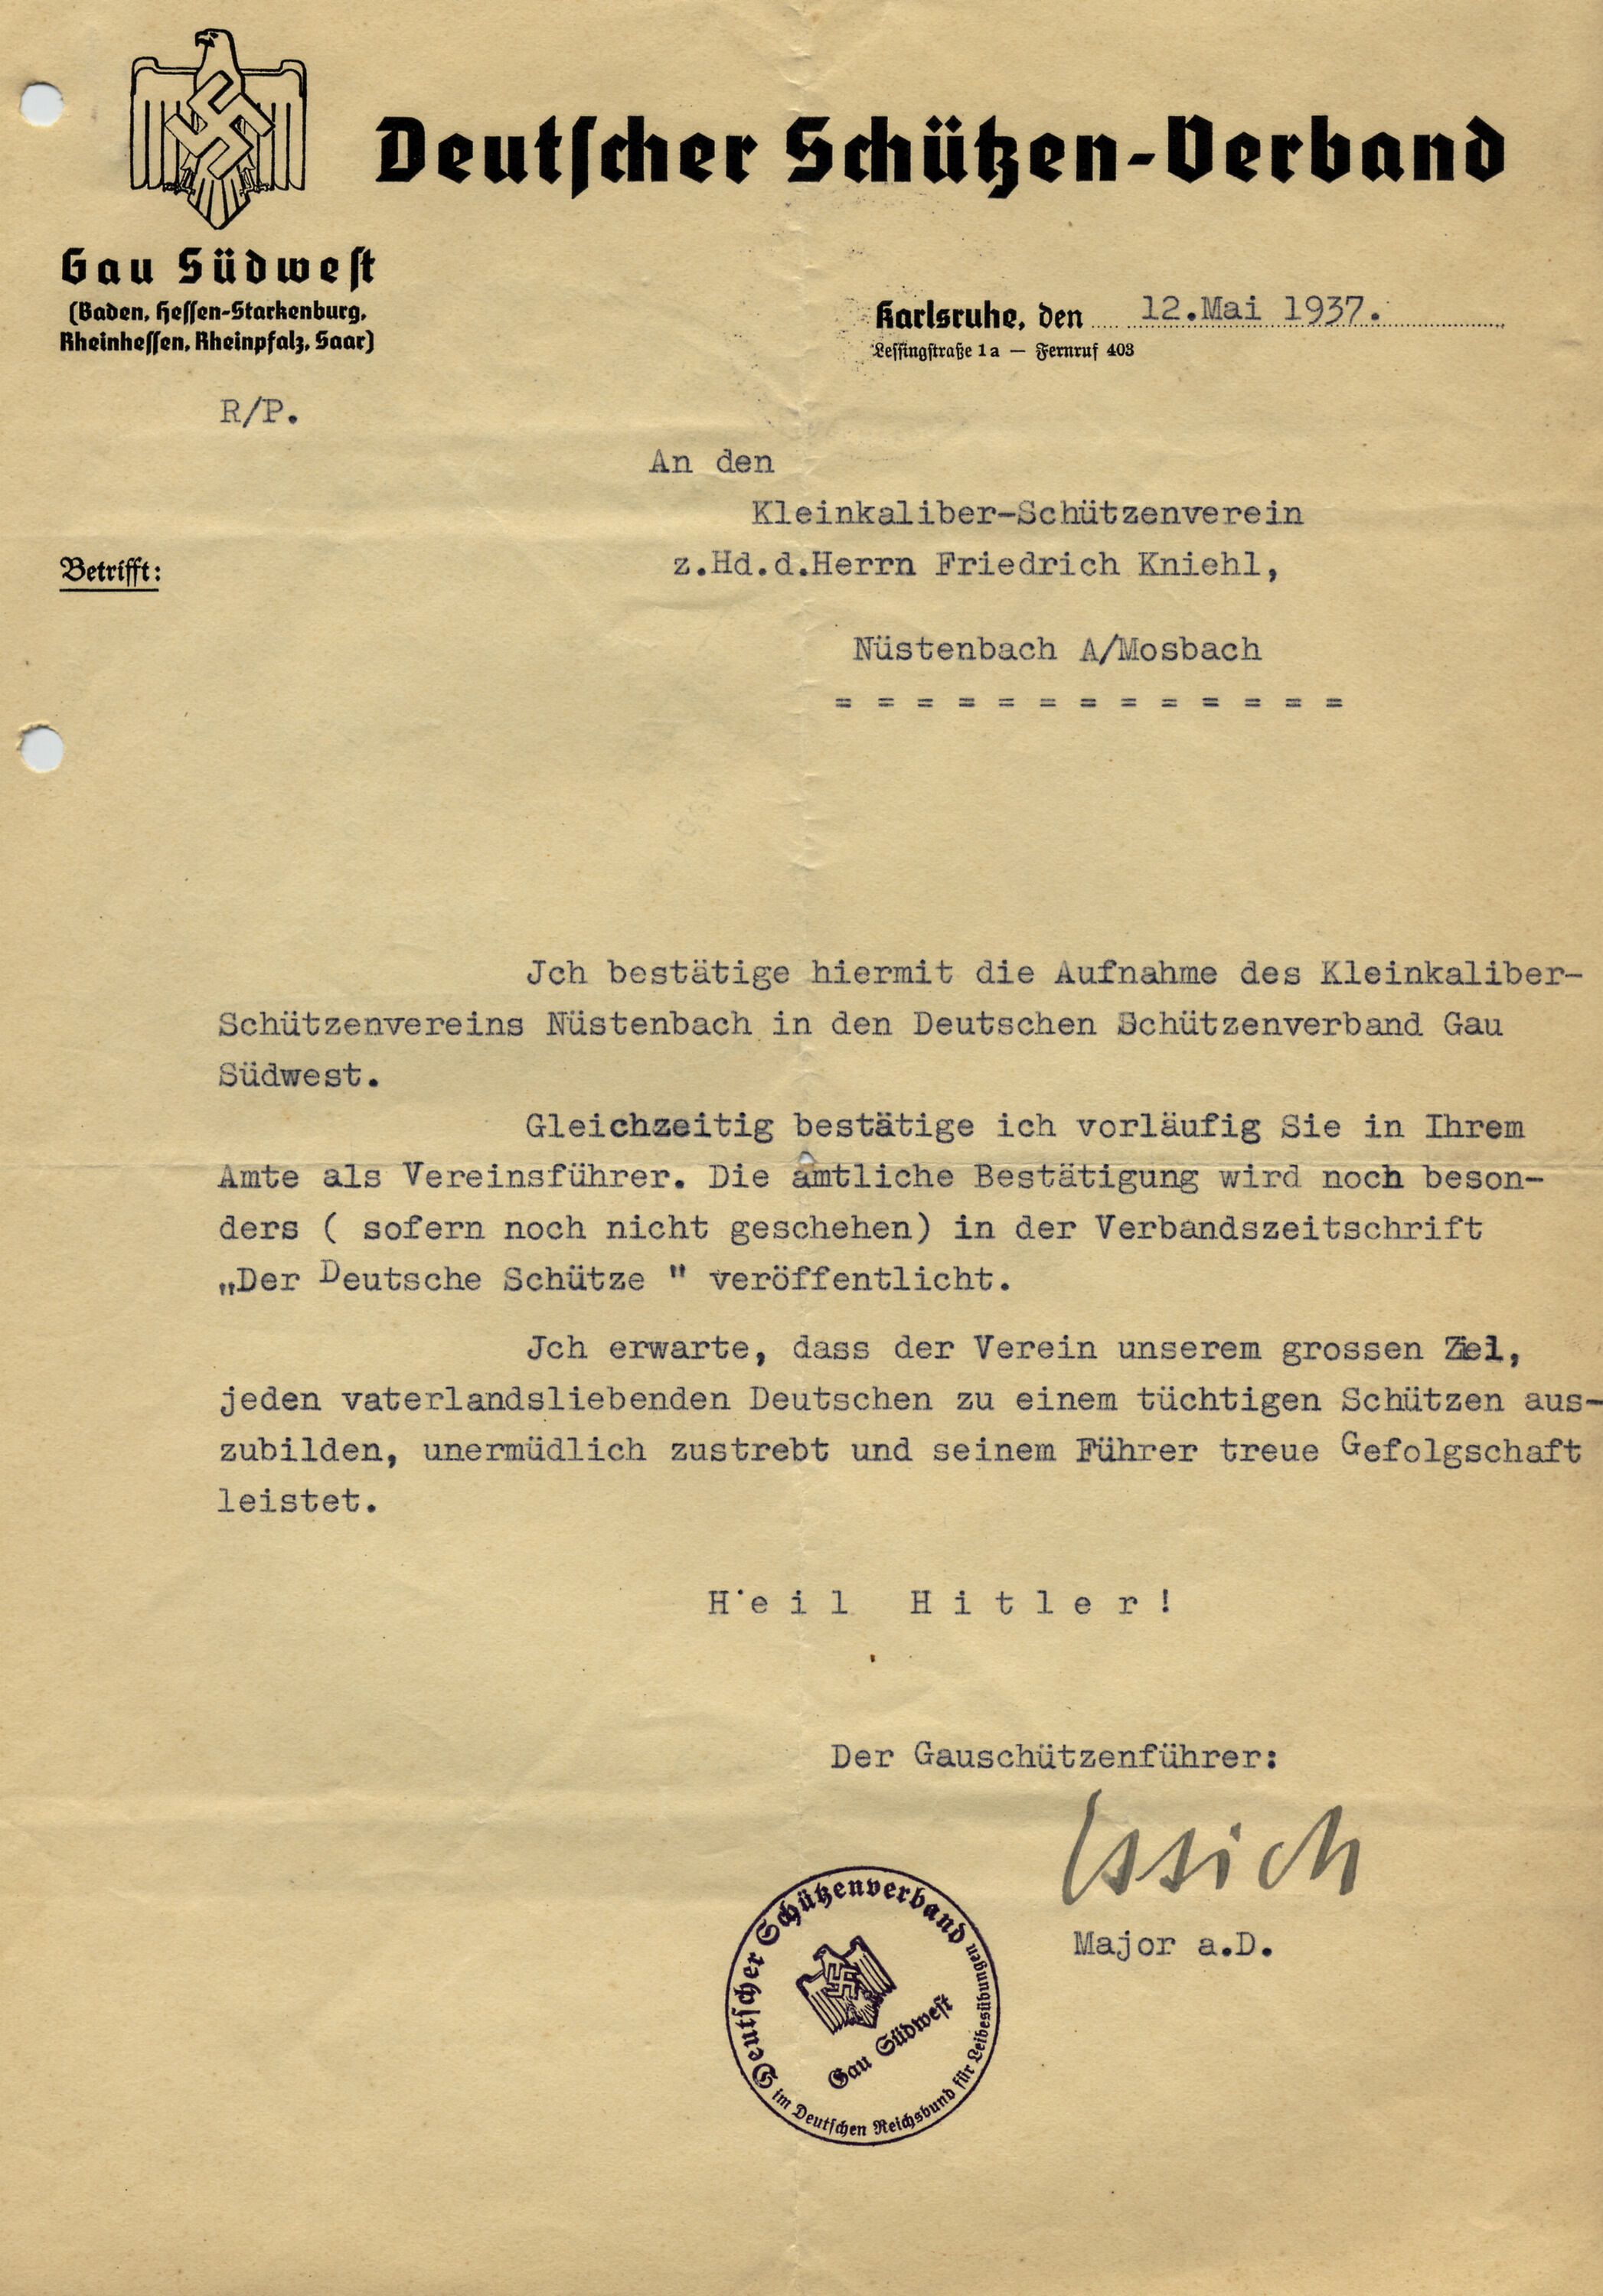 Deutscher Schützen-Verband
Gau Südwest
(Baden, Hessen-Starkenburg,
Rheinhessen, Rheinpfalz, Saar)
Karlsruhe, den 12.Mai 1937.
Lessingstraße 1a — Fernruf 403
R/P.
An den
Kleinkaliber-Schützenverein
z.Hd.d.Herrn Friedrich Kniehl,
Betrifft:
Nüstenbach A/Mosbach
= = = = = = = = = = = = =
Jch bestätige hiermit die Aufnahme des Kleinkaliber-
Schützenvereins Nüstenbach in den Deutschen Schützenverband Gau
Südwest.
Gleichzeitig bestätige ich vorläufig Sie in Ihrem
Amte als Vereinsführer. Die amtliche Bestätigung wird noch beson-
ders ( sofern noch nicht geschehen) in der Verbandszeitschrift
„Der Deutsche Schütze " veröffentlicht.
Jch erwarte, dass der Verein unserem grossen Ziel,
jeden vaterlandsliebenden Deutschen zu einem tüchtigen Schützen aus-
zubilden, unermüdlich zustrebt und seinem Führer treue Gefolgschaft
leistet.
H e i l H i t l e r !
Der Gauschützenführer:
Essich
Major a.D.
Deutscher Schützenverband
Gau Südwest
im Deutschen Reichsbund für Leibesübungen